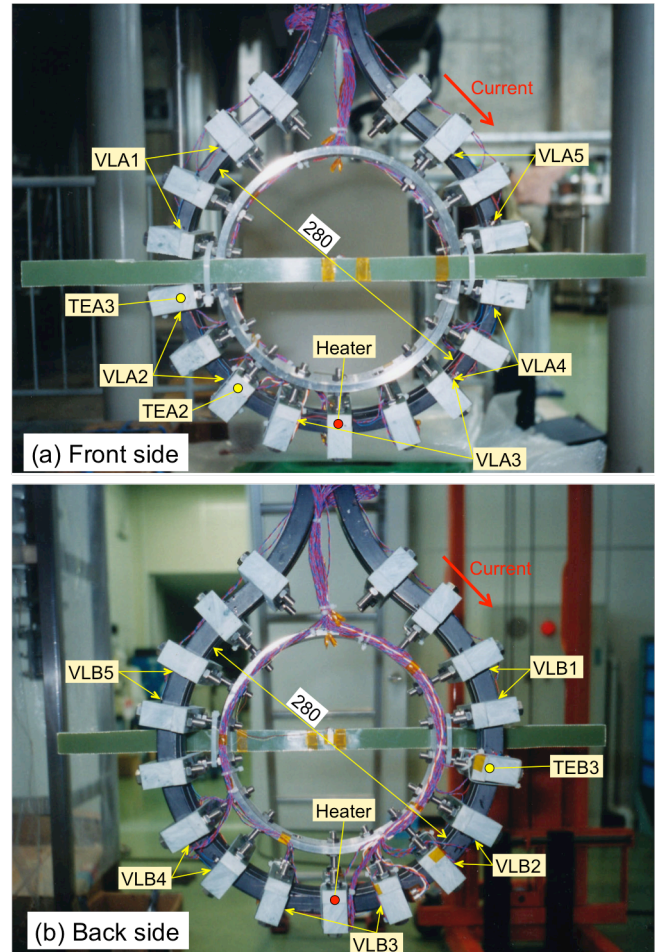 Current
VLA1
VLA5
280
TEA3
Heater
VLA2
VLA4
TEA2
VLA3
(a) Front side
Current
VLB5
VLB1
280
TEB3
Heater
VLB2
VLB4
VLB3
(b) Back side